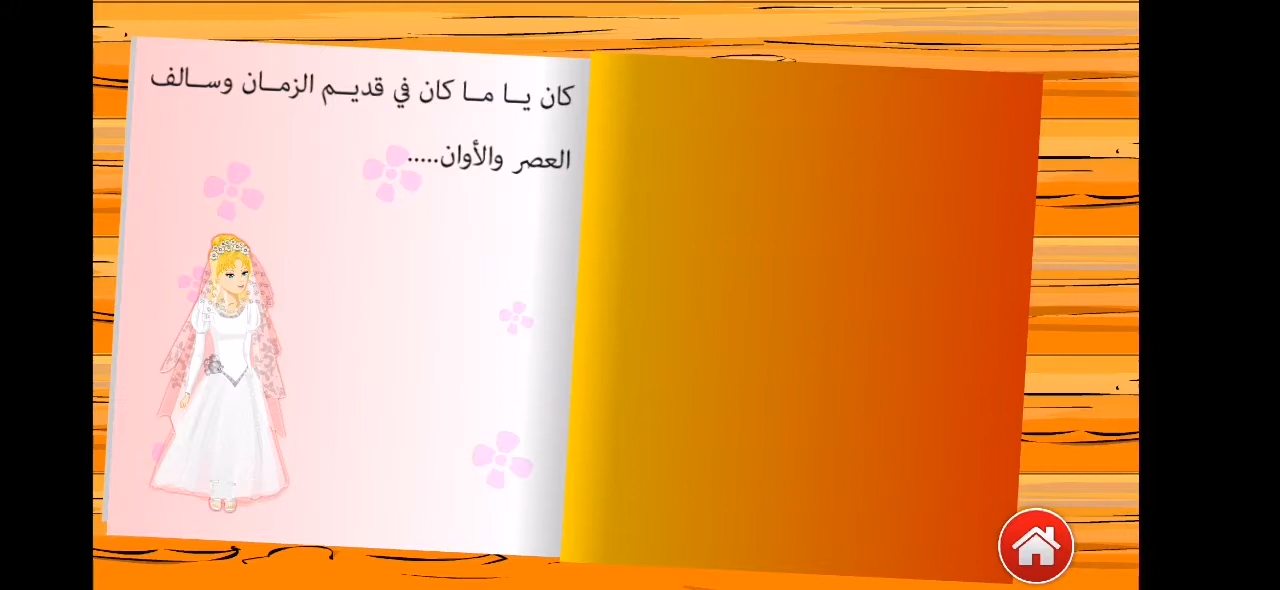 كان يا ما كان في قديم الزمان وسالف
العصر والأوان.....